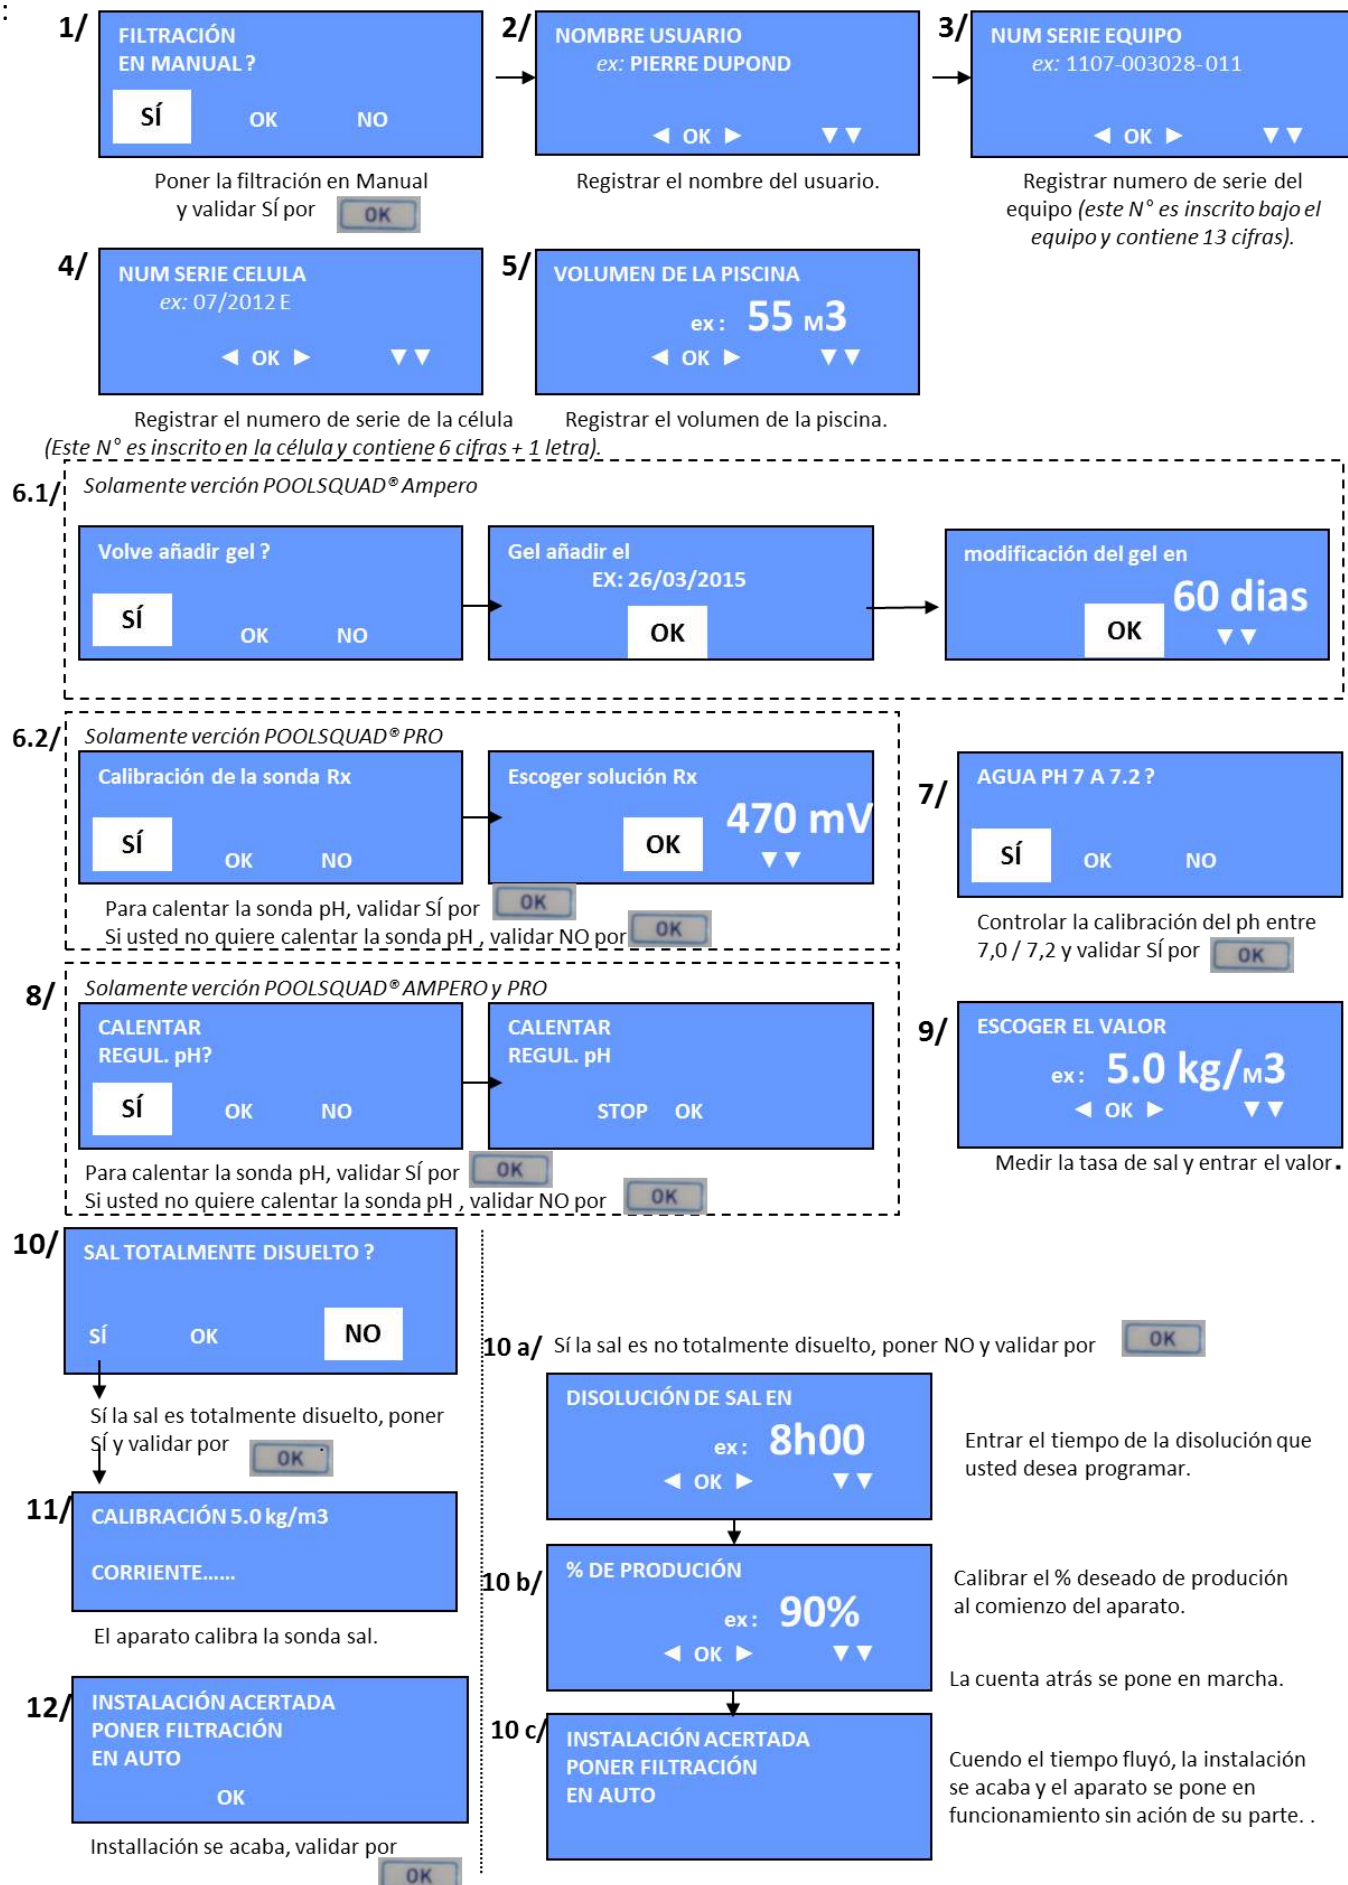 :
1/
FILTRACIÓN
EN MANUAL ?
SÍ OK NO
Poner la filtración en Manual
y validar SÍ por OK
2/
NOMBRE USUARIO
ex: PIERRE DUPOND
◄ OK ► ▼▼
Registrar el nombre del usuario.
3/
NUM SERIE EQUIPO
ex: 1107-003028-011
◄ OK ► ▼▼
Registrar numero de serie del
equipo (este N° es inscrito bajo el
equipo y contiene 13 cifras).
4/
NUM SERIE CELULA
ex: 07/2012 E
◄ OK ► ▼▼
Registrar el numero de serie de la célula
(Este N° es inscrito en la célula y contiene 6 cifras + 1 letra).
5/
VOLUMEN DE LA PISCINA
ex : 55 M3
◄ OK ► ▼▼
Registrar el volumen de la piscina.
6.1/
Solamente verción POOLSQUAD® Ampero
Volve añadir gel ?
SÍ OK NO
Gel añadir el
EX: 26/03/2015
OK
modificación del gel en
60 dias
OK ▼▼
6.2/
Solamente verción POOLSQUAD® PRO
Calibración de la sonda Rx
SÍ OK NO
Escoger solución Rx
470 mV
OK ▼▼
Para calentar la sonda pH, validar SÍ por OK
Si usted no quiere calentar la sonda pH , validar NO por OK
7/
AGUA PH 7 A 7.2 ?
SÍ OK NO
Controlar la calibración del ph entre
7,0 / 7,2 y validar SÍ por OK
8/
Solamente verción POOLSQUAD® AMPERO y PRO
CALENTAR
REGUL. pH?
SÍ OK NO
CALENTAR
REGUL. pH
STOP OK
Para calentar la sonda pH, validar SÍ por OK
Si usted no quiere calentar la sonda pH , validar NO por OK
9/
ESCOGER EL VALOR
ex : 5.0 kg/M3
◄ OK ► ▼▼
Medir la tasa de sal y entrar el valor.
10/
SAL TOTALMENTE DISUELTO ?
SÍ OK NO
Sí la sal es totalmente disuelto, poner
SÍ y validar por OK .
11/
CALIBRACIÓN 5.0 kg/m3
CORRIENTE......
El aparato calibra la sonda sal.
12/
INSTALACIÓN ACERTADA
PONER FILTRACIÓN
EN AUTO
OK
Installación se acaba, validar por
OK
10 a/ Sí la sal es no totalmente disuelto, poner NO y validar por OK
DISOLUCIÓN DE SAL EN
ex : 8h00
◄ OK ► ▼▼
Entrar el tiempo de la disolución que
usted desea programar.
10 b/
% DE PRODUCIÓN
ex : 90%
◄ OK ► ▼▼
Calibrar el % deseado de produción
al comienzo del aparato.
La cuenta atrás se pone en marcha.
10 c/
INSTALACIÓN ACERTADA
PONER FILTRACIÓN
EN AUTO
Cuendo el tiempo fluyó, la instalación
se acaba y el aparato se pone en
funcionamiento sin ación de su parte. .